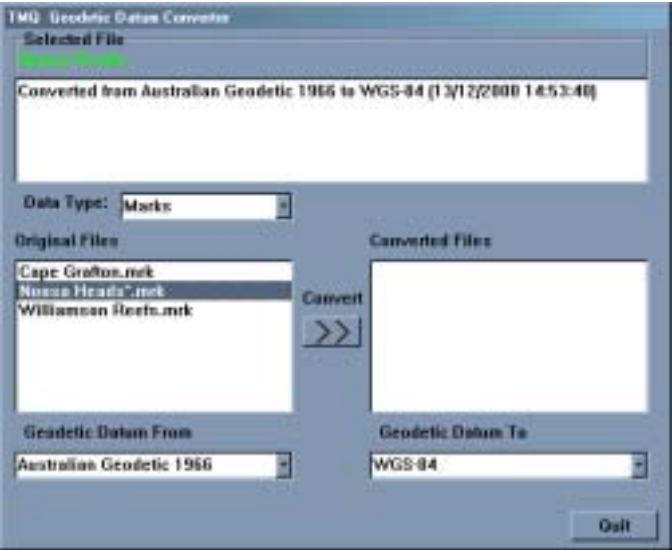 TMQ Geodetic Datum Converter
Selected File
Converted from Australian Geodetic 1966 to WGS-84 (13/12/2000 14:53:40)
Data Type: Marks
Original Files
Converted Files
Cape Grafton.mrk
Noosa Heads*.mrk
Williamson Reefs.mrk
Convert
>>
Geodetic Datum From
Geodetic Datum To
Australian Geodetic 1966
WGS-84
Quit